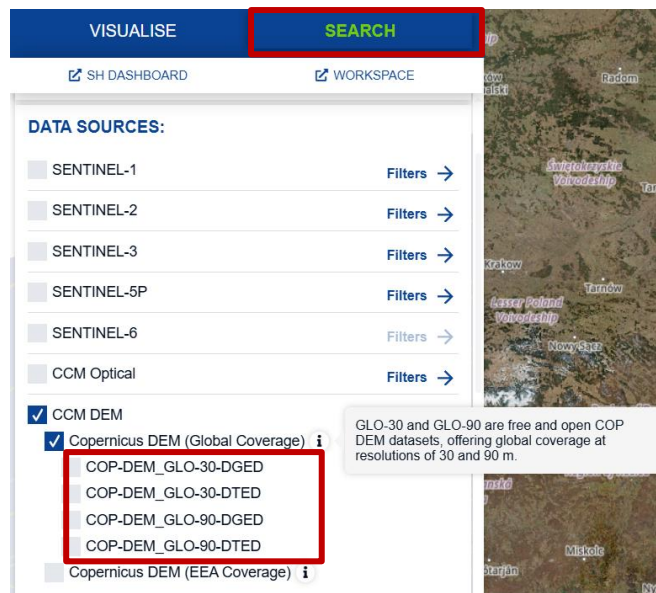 VISUALISE
SEARCH
SH DASHBOARD
WORKSPACE
DATA SOURCES:
SENTINEL-1
Filters →
SENTINEL-2
Filters →
SENTINEL-3
Filters →
SENTINEL-5P
Filters →
SENTINEL-6
Filters →
CCM Optical
Filters →
CCM DEM
Copernicus DEM (Global Coverage) i
GLO-30 and GLO-90 are free and open COP
DEM datasets, offering global coverage at
resolutions of 30 and 90 m.
COP-DEM_GLO-30-DGED
COP-DEM_GLO-30-DTED
COP-DEM_GLO-90-DGED
COP-DEM_GLO-90-DTED
Copernicus DEM (EEA Coverage) i
Radom
Świętokrzyskie
Voivodeship
Krakow
Tarnów
Lesser Poland
Voivodeship
Nowy Sącz
Miskolc